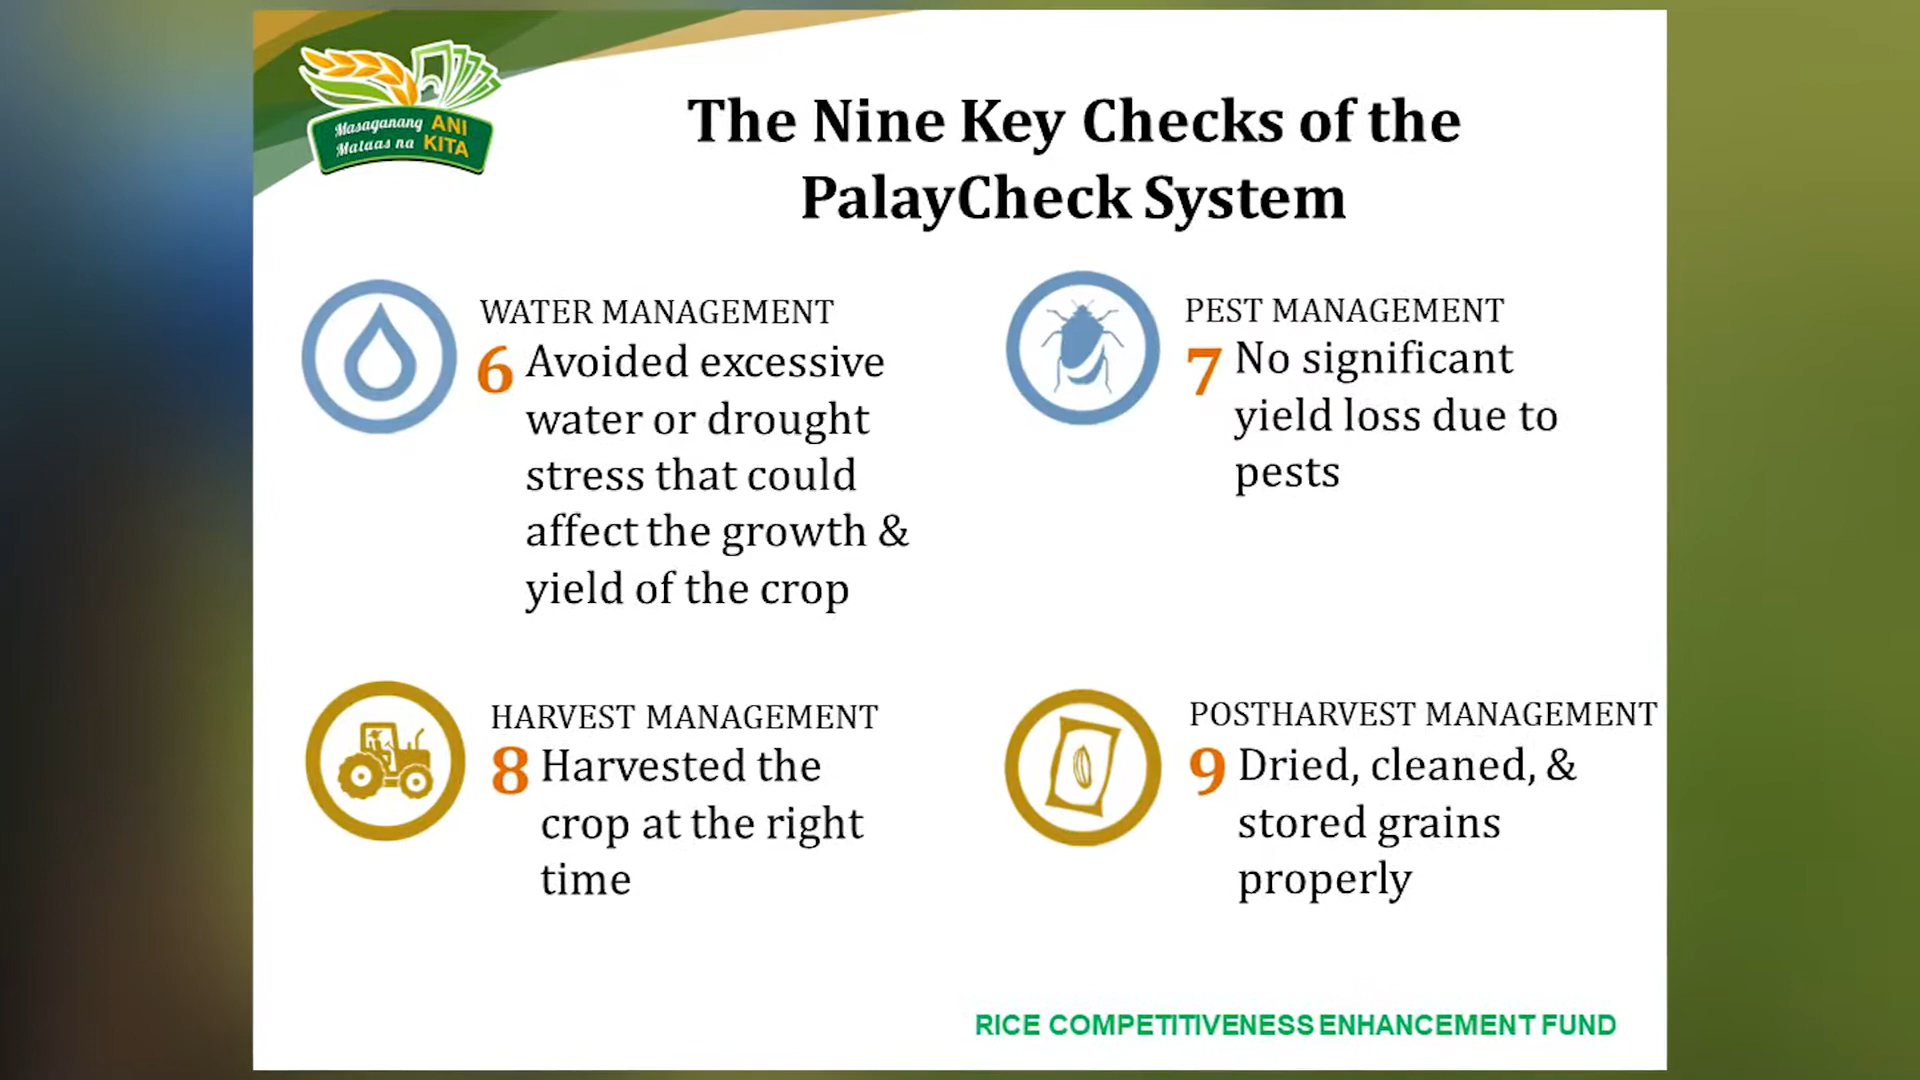 Masaganang ANI
Mataas na KITA
The Nine Key Checks of the
PalayCheck System
WATER MANAGEMENT
6 Avoided excessive
water or drought
stress that could
affect the growth &
yield of the crop
PEST MANAGEMENT
7 No significant
yield loss due to
pests
HARVEST MANAGEMENT
8 Harvested the
crop at the right
time
POSTHARVEST MANAGEMENT
9 Dried, cleaned, &
stored grains
properly
RICE COMPETITIVENESS ENHANCEMENT FUND